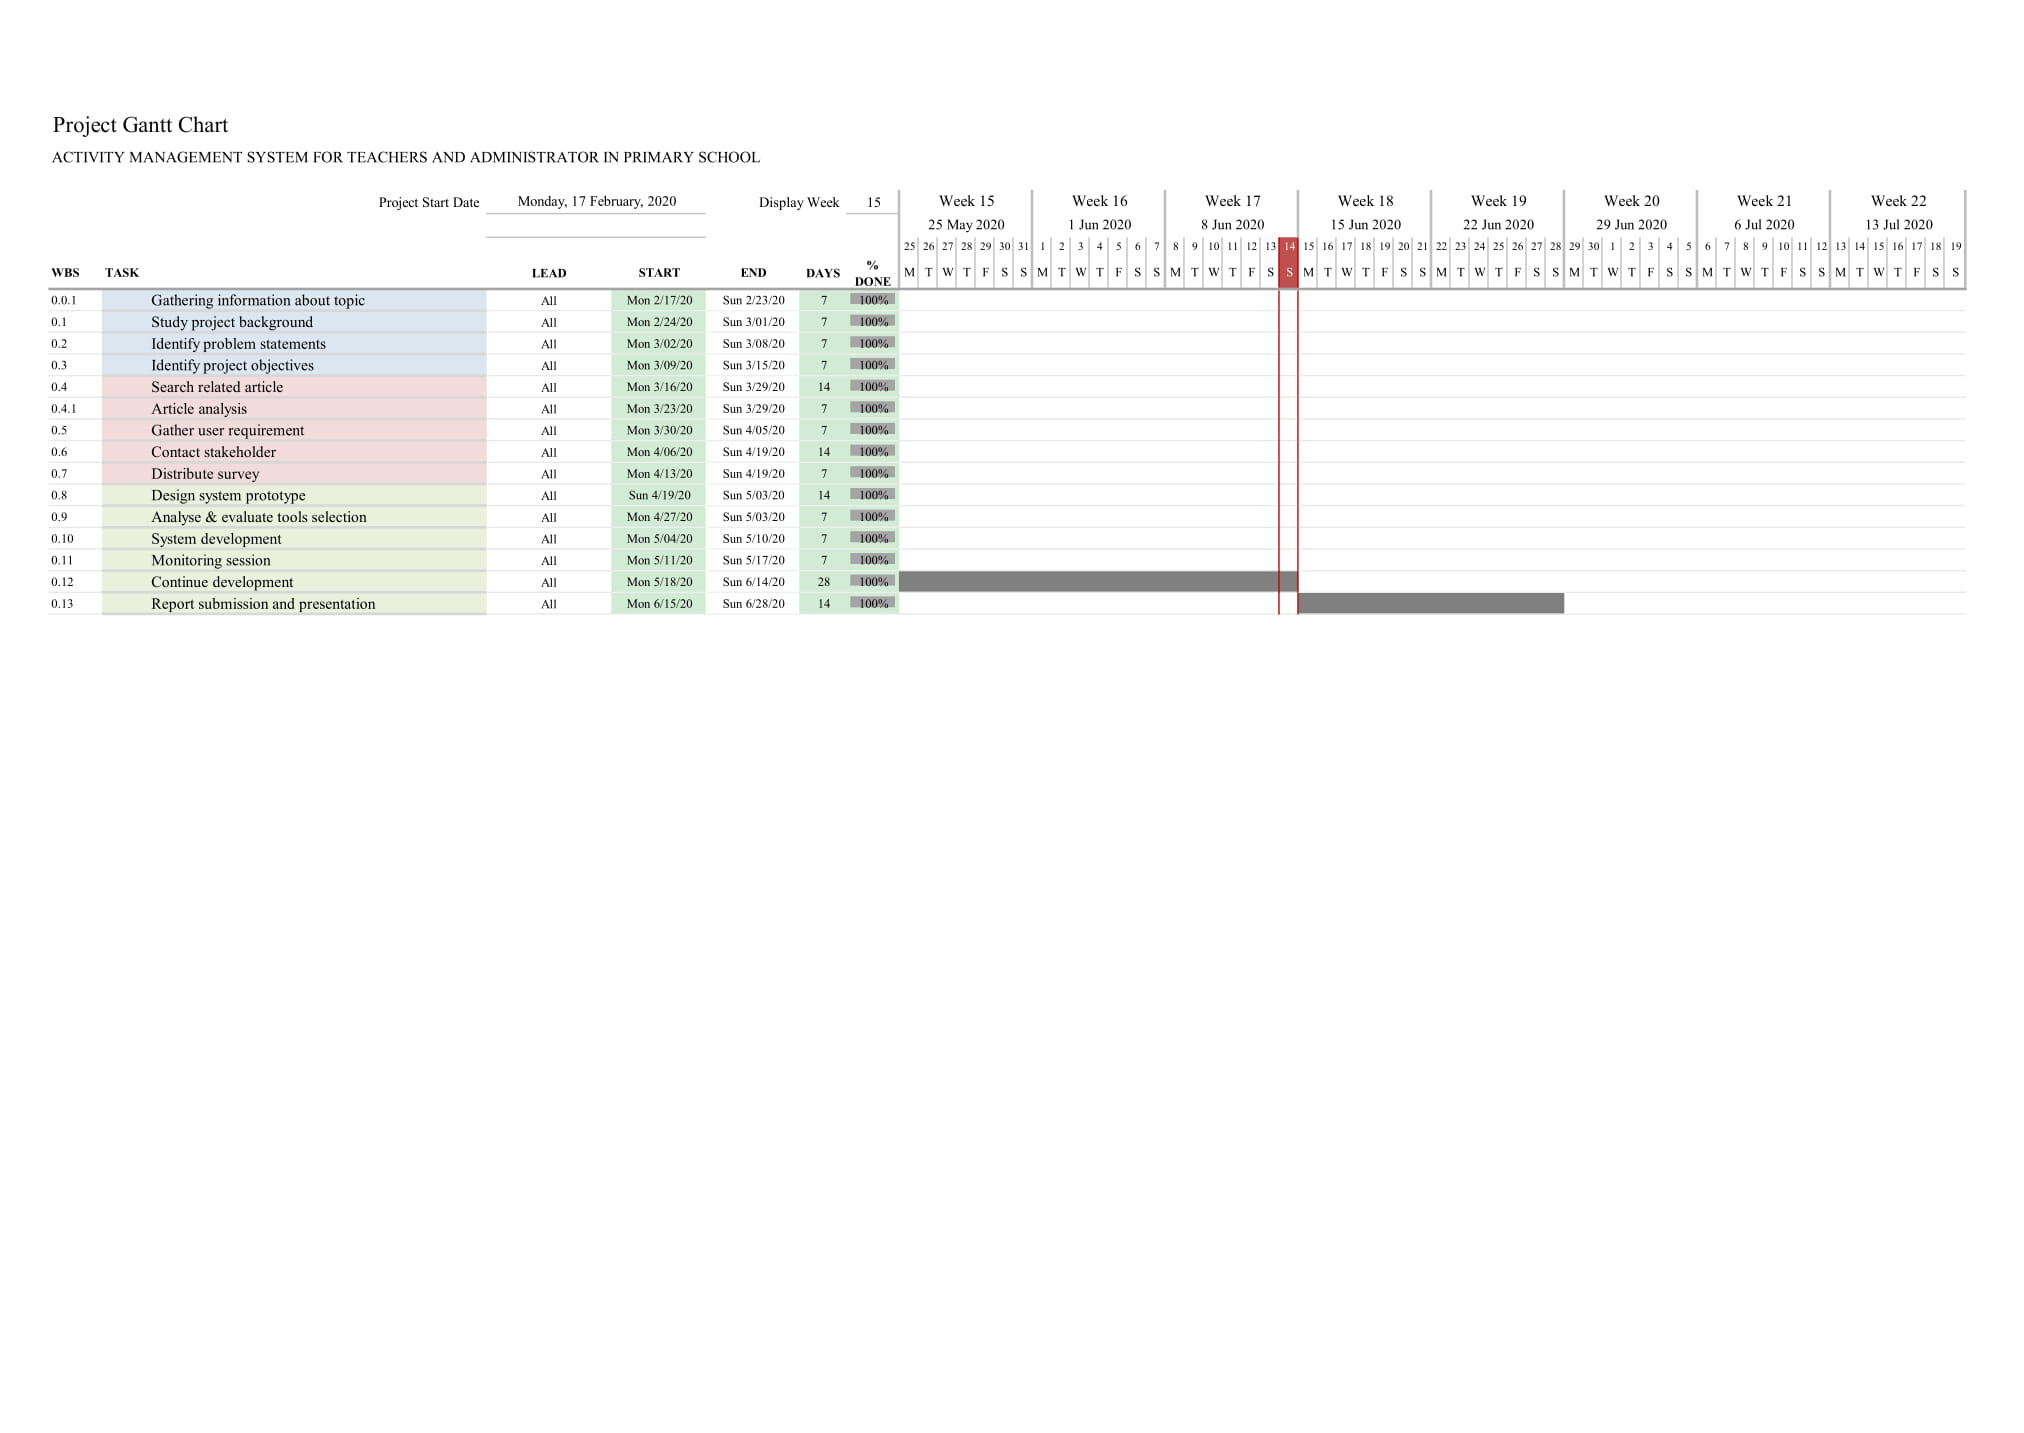 Project Gantt Chart
ACTIVITY MANAGEMENT SYSTEM FOR TEACHERS AND ADMINISTRATOR IN PRIMARY SCHOOL
Project Start Date Monday, 17 February, 2020 Display Week 15 Week 15 Week 16 Week 17 Week 18 Week 19 Week 20 Week 21 Week 22
25 May 2020 1 Jun 2020 8 Jun 2020 15 Jun 2020 22 Jun 2020 29 Jun 2020 6 Jul 2020 13 Jul 2020
25 26 27 28 29 30 31 1 2 3 4 5 6 7 8 9 10 11 12 13 14 15 16 17 18 19 20 21 22 23 24 25 26 27 28 29 30 1 2 3 4 5 6 7 8 9 10 11 12 13 14 15 16 17 18 19
WBS TASK LEAD START END DAYS % DONE M T W T F S S M T W T F S S M T W T F S S M T W T F S S M T W T F S S M T W T F S S M T W T F S S M T W T F S S
0.0.1 Gathering information about topic All Mon 2/17/20 Sun 2/23/20 7 100%
0.1 Study project background All Mon 2/24/20 Sun 3/01/20 7 100%
0.2 Identify problem statements All Mon 3/02/20 Sun 3/08/20 7 100%
0.3 Identify project objectives All Mon 3/09/20 Sun 3/15/20 7 100%
0.4 Search related article All Mon 3/16/20 Sun 3/29/20 14 100%
0.4.1 Article analysis All Mon 3/23/20 Sun 3/29/20 7 100%
0.5 Gather user requirement All Mon 3/30/20 Sun 4/05/20 7 100%
0.6 Contact stakeholder All Mon 4/06/20 Sun 4/19/20 14 100%
0.7 Distribute survey All Mon 4/13/20 Sun 4/19/20 7 100%
0.8 Design system prototype All Sun 4/19/20 Sun 5/03/20 14 100%
0.9 Analyse & evaluate tools selection All Mon 4/27/20 Sun 5/03/20 7 100%
0.10 System development All Mon 5/04/20 Sun 5/10/20 7 100%
0.11 Monitoring session All Mon 5/11/20 Sun 5/17/20 7 100%
0.12 Continue development All Mon 5/18/20 Sun 6/14/20 28 100%
0.13 Report submission and presentation All Mon 6/15/20 Sun 6/28/20 14 100%